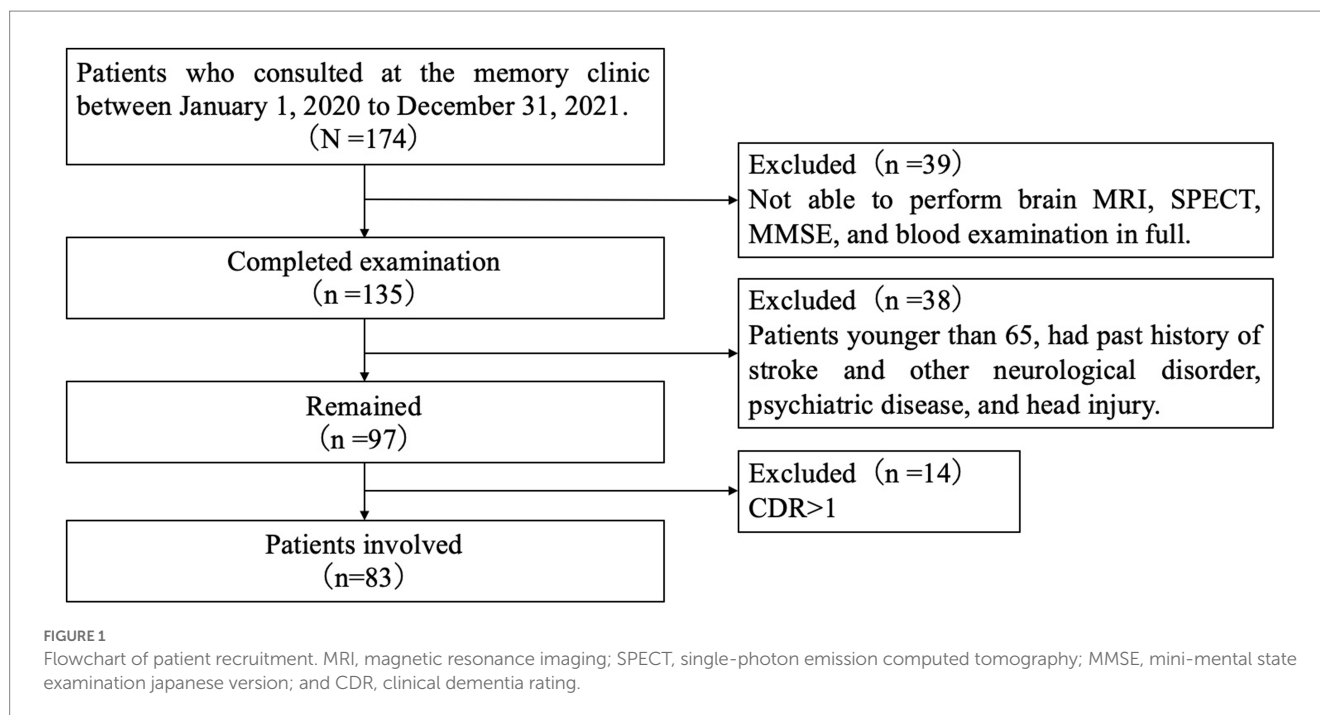 Patients who consulted at the memory clinic
between January 1, 2020 to December 31, 2021.
(N =174)
Excluded (n =39)
Not able to perform brain MRI, SPECT,
MMSE, and blood examination in full.
Completed examination
(n =135)
Excluded (n =38)
Patients younger than 65, had past history of
stroke and other neurological disorder,
psychiatric disease, and head injury.
Remained
(n =97)
Excluded (n =14)
CDR>1
Patients involved
(n=83)
FIGURE 1
Flowchart of patient recruitment. MRI, magnetic resonance imaging; SPECT, single-photon emission computed tomography; MMSE, mini-mental state
examination japanese version; and CDR, clinical dementia rating.